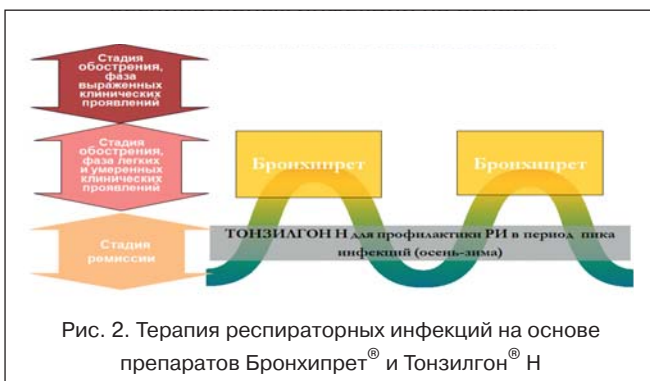 Стадия
обострения,
фаза
выраженных
клинических
проявлений
Стадия
обострения,
фаза легких
и умеренных
клинических
проявлений
Бронхипрет
Бронхипрет
Стадия
ремиссии
ТОНЗИЛГОН Н для профилактики РИ в период пика
инфекций (осень-зима)
Рис. 2. Терапия респираторных инфекций на основе
препаратов Бронхипрет® и Тонзилгон® Н